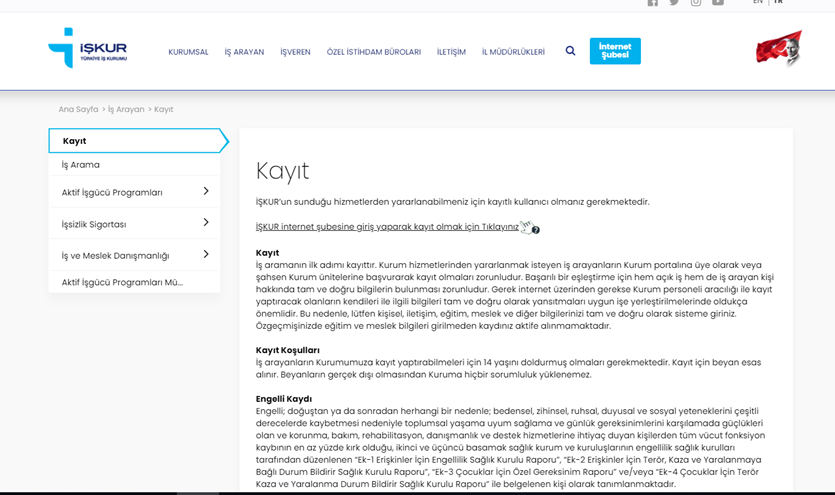 EN | TR
İŞKUR
TÜRKİYE İŞ KURUMU
KURUMSAL
İŞ ARAYAN
İŞVEREN
ÖZEL İSTİHDAM BÜROLARI
İLETİŞİM
İL MÜDÜRLÜKLERİ
İnternet
Şubesi
Ana Sayfa > İş Arayan > Kayıt
Kayıt
İş Arama
Aktif İşgücü Programları
İşsizlik Sigortası
İş ve Meslek Danışmanlığı
Aktif İşgücü Programları Mü...
Kayıt
İŞKUR’un sunduğu hizmetlerden yararlanabilmeniz için kayıtlı kullanıcı olmanız gerekmektedir.
İŞKUR internet şubesine giriş yaparak kayıt olmak için Tıklayınız
Kayıt
İş aramanın ilk adımı kayıttır. Kurum hizmetlerinden yararlanmak isteyen iş arayanların Kurum portalına üye olarak veya
şahsen Kurum ünitelerine başvurarak kayıt olmaları zorunludur. Başarılı bir eşleştirme için hem açık iş hem de iş arayan kişi
hakkında tam ve doğru bilgilerin bulunması zorunludur. Gerek internet üzerinden gerekse Kurum personeli aracılığı ile kayıt
yaptıracak olanların kendileri ile ilgili bilgileri tam ve doğru olarak yansıtmaları uygun işe yerleştirilmelerinde oldukça
önemlidir. Bu nedenle, lütfen kişisel, iletişim, eğitim, meslek ve diğer bilgilerinizi tam ve doğru olarak sisteme giriniz.
Özgeçmişinizde eğitim ve meslek bilgileri girilmeden kaydınız aktife alınmamaktadır.
Kayıt Koşulları
İş arayanların Kurumumuza kayıt yaptırabilmeleri için 14 yaşını doldurmuş olmaları gerekmektedir. Kayıt için beyan esas
alınır. Beyanların gerçek dışı olmasından Kuruma hiçbir sorumluluk yüklenemez.
Engelli Kaydı
Engelli; doğuştan ya da sonradan herhangi bir nedenle; bedensel, zihinsel, ruhsal, duyusal ve sosyal yeteneklerini çeşitli
derecelerde kaybetmesi nedeniyle toplumsal yaşama uyum sağlama ve günlük gereksinimlerini karşılamada güçlükleri
olan ve korunma, bakım, rehabilitasyon, danışmanlık ve destek hizmetlerine ihtiyaç duyan kişilerden tüm vücut fonksiyon
kaybının en az yüzde kırk olduğu, ikinci ve üçüncü basamak sağlık kurum ve kuruluşlarının engellilik sağlık kurulları
tarafından düzenlenen “Ek-1 Erişkinler İçin Engellilik Sağlık Kurulu Raporu”, “Ek-2 Erişkinler İçin Terör, Kaza ve Yaralanmaya
Bağlı Durum Bildirir Sağlık Kurulu Raporu”, “Ek-3 Çocuklar İçin Özel Gereksinim Raporu” ve/veya “Ek-4 Çocuklar İçin Terör
Kaza ve Yaralanma Durum Bildirir Sağlık Kurulu Raporu” ile belgelenen kişi olarak tanımlanmaktadır.